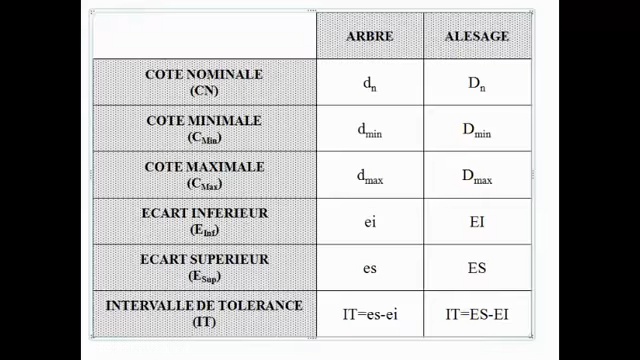 ARBRE ALESAGE
COTE NOMINALE
(CN) dn Dn
COTE MINIMALE
(CMin) dmin Dmin
COTE MAXIMALE
(CMax) dmax Dmax
ECART INFERIEUR
(EInf) ei EI
ECART SUPERIEUR
(ESup) es ES
INTERVALLE DE TOLERANCE
(IT) IT=es-ei IT=ES-EI